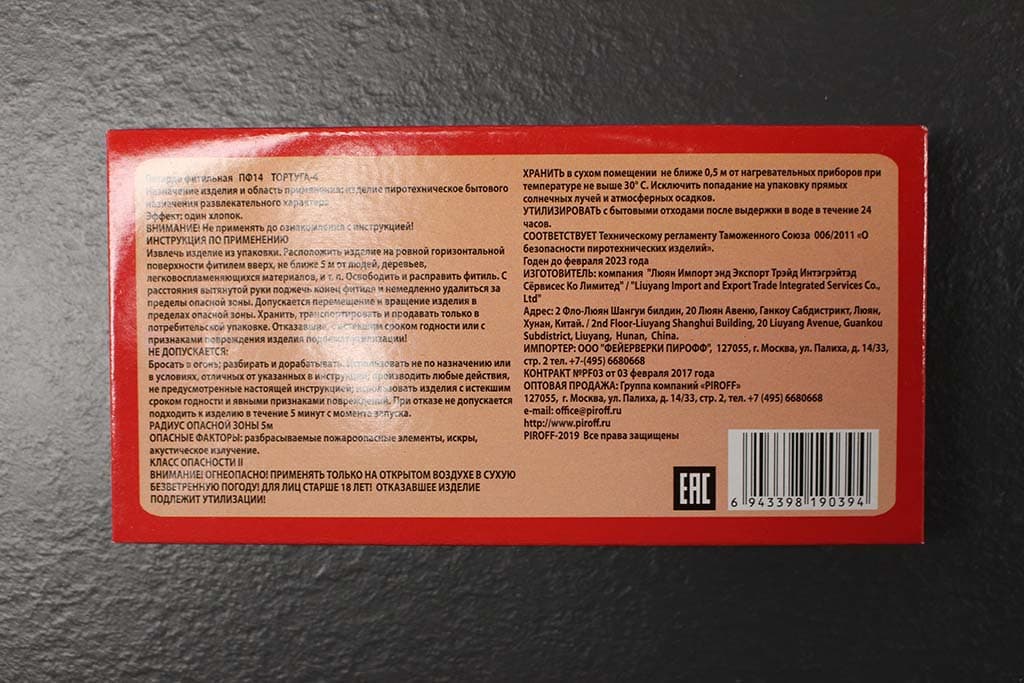 Петарда фитильная ПФ14 ТОРТУГА-4
Назначение изделия и область применения: изделие пиротехническое бытового
назначения развлекательного характера
Эффект: один хлопок.
ВНИМАНИЕ! Не применять до ознакомления с инструкцией!
ИНСТРУКЦИЯ ПО ПРИМЕНЕНИЮ
Извлечь изделие из упаковки. Расположить изделие на ровной горизонтальной
поверхности фитилем вверх, не ближе 5 м от людей, деревьев,
легковоспламеняющихся материалов, и т. п. Освободить и расправить фитиль. С
расстояния вытянутой руки поджечь конец фитиля и немедленно удалиться за
пределы опасной зоны. Допускается перемещение и вращение изделия в
пределах опасной зоны. Хранить, транспортировать и продавать только в
потребительской упаковке. Отказавшие, с истекшим сроком годности или с
признаками повреждения изделия подлежат утилизации!
НЕ ДОПУСКАЕТСЯ:
Бросать в огонь; разбирать и дорабатывать. Использовать не по назначению или
в условиях, отличных от указанных в инструкции; производить любые действия,
не предусмотренные настоящей инструкцией; использовать изделия с истекшим
сроком годности и явными признаками повреждений. При отказе не допускается
подходить к изделию в течение 5 минут с момента запуска.
РАДИУС ОПАСНОЙ ЗОНЫ 5м
ОПАСНЫЕ ФАКТОРЫ: разбрасываемые пожароопасные элементы, искры,
акустическое излучение.
КЛАСС ОПАСНОСТИ II
ВНИМАНИЕ! ОГНЕОПАСНО! ПРИМЕНЯТЬ ТОЛЬКО НА ОТКРЫТОМ ВОЗДУХЕ В СУХУЮ
БЕЗВЕТРЕННУЮ ПОГОДУ! ДЛЯ ЛИЦ СТАРШЕ 18 ЛЕТ! ОТКАЗАВШЕЕ ИЗДЕЛИЕ
ПОДЛЕЖИТ УТИЛИЗАЦИИ!
ХРАНИТЬ в сухом помещении не ближе 0,5 м от нагревательных приборов при
температуре не выше 30° С. Исключить попадание на упаковку прямых
солнечных лучей и атмосферных осадков.
УТИЛИЗИРОВАТЬ с бытовыми отходами после выдержки в воде в течение 24
часов.
СООТВЕТСТВУЕТ Техническому регламенту Таможенного Союза 006/2011 «О
безопасности пиротехнических изделий».
Годен до февраля 2023 года
ИЗГОТОВИТЕЛЬ: компания "Люян Импорт энд Экспорт Трэйд Интэгрэйтэд
Сёрвисес Ко Лимитед" / "Liuyang Import and Export Trade Integrated Services Co.,
Ltd"
Адрес: 2 Фло-Люян Шангуи билдин, 20 Люян Авеню, Ганкоу Сабдистрикт, Люян,
Хунан, Китай. / 2nd Floor-Liuyang Shanghui Building, 20 Liuyang Avenue, Guankou
Subdistrict, Liuyang, Hunan, China.
ИМПОРТЕР: ООО "ФЕЙЕРВЕРКИ ПИРОФФ", 127055, г. Москва, ул. Палиха, д. 14/33,
стр. 2 тел. +7-(495) 6680668
КОНТРАКТ №PF03 от 03 февраля 2017 года
ОПТОВАЯ ПРОДАЖА: Группа компаний «PIROFF»
127055, г. Москва, ул. Палиха, д. 14/33, стр. 2, тел. +7 (495) 6680668
e-mail: office@piroff.ru
http://www.piroff.ru
PIROFF-2019 Все права защищены
EAC
6 943398 190394